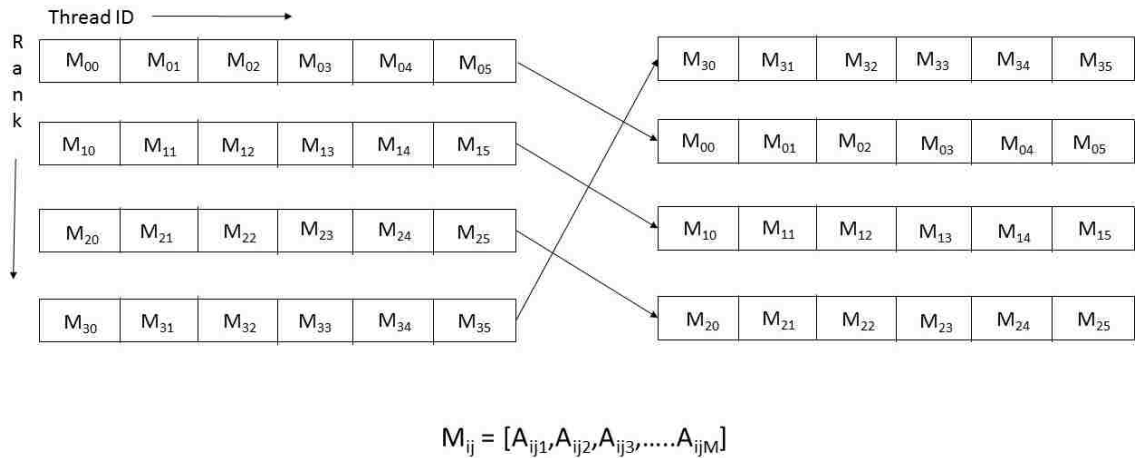 Thread ID
Rank
M00 M01 M02 M03 M04 M05
M10 M11 M12 M13 M14 M15
M20 M21 M22 M23 M24 M25
M30 M31 M32 M33 M34 M35
M30 M31 M32 M33 M34 M35
M00 M01 M02 M03 M04 M05
M10 M11 M12 M13 M14 M15
M20 M21 M22 M23 M24 M25
Mij = [Aij1,Aij2,Aij3,.....AijM]